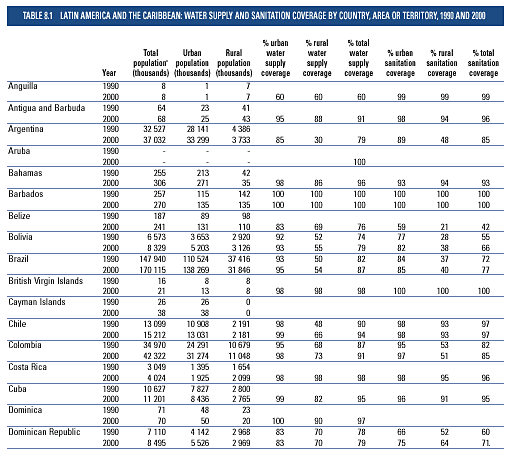 TABLE 8.1 LATIN AMERICA AND THE CARIBBEAN: WATER SUPPLY AND SANITATION COVERAGE BY COUNTRY, AREA OR TERRITORY, 1990 AND 2000
Year Total population* (thousands) Urban population (thousands) Rural population (thousands) % urban water supply coverage % rural water supply coverage % total water supply coverage % urban sanitation coverage % rural sanitation coverage % total sanitation coverage
Anguilla 1990 8 1 7
2000 8 1 7 60 60 60 99 99 99
Antigua and Barbuda 1990 64 23 41
2000 68 25 43 95 88 91 98 94 96
Argentina 1990 32 527 28 141 4 386
2000 37 032 33 299 3 733 85 30 79 89 48 85
Aruba 1990 - - -
2000 - - - 100
Bahamas 1990 255 213 42
2000 306 271 35 98 86 96 93 94 93
Barbados 1990 257 115 142 100 100 100 100 100 100
2000 270 135 135 100 100 100 100 100 100
Belize 1990 187 89 98
2000 241 131 110 83 69 76 59 21 42
Bolivia 1990 6 573 3 653 2 920 92 52 74 77 28 55
2000 8 329 5 203 3 126 93 55 79 82 38 66
Brazil 1990 147 940 110 524 37 416 93 50 82 84 37 72
2000 170 115 138 269 31 846 95 54 87 85 40 77
British Virgin Islands 1990 16 8 8
2000 21 13 8 98 98 98 100 100 100
Cayman Islands 1990 26 26 0
2000 38 38 0
Chile 1990 13 099 10 908 2 191 98 48 90 98 93 97
2000 15 212 13 031 2 181 99 66 94 98 93 97
Colombia 1990 34 970 24 291 10 679 95 68 87 95 53 82
2000 42 322 31 274 11 048 98 73 91 97 51 85
Costa Rica 1990 3 049 1 395 1 654
2000 4 024 1 925 2 099 98 98 98 98 95 96
Cuba 1990 10 627 7 827 2 800
2000 11 201 8 436 2 765 99 82 95 96 91 95
Dominica 1990 71 48 23
2000 70 50 20 100 90 97
Dominican Republic 1990 7 110 4 142 2 968 83 70 78 66 52 60
2000 8 495 5 526 2 969 83 70 79 75 64 71.